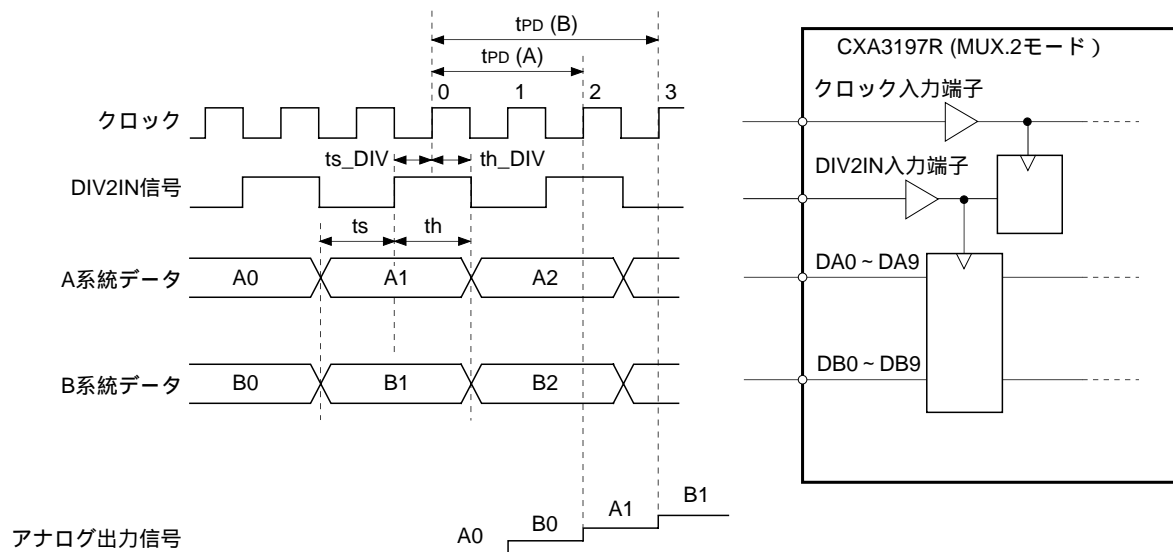 tPD (B)
tPD (A)
0 1 2 3
クロック
ts_DIV th_DIV
DIV2IN信号
ts th
A系統データ A0 A1 A2
B系統データ B0 B1 B2
アナログ出力信号 A0 B0 A1 B1
CXA3197R (MUX.2モード )
クロック入力端子
DIV2IN入力端子
DA0 ~ DA9
DB0 ~ DB9